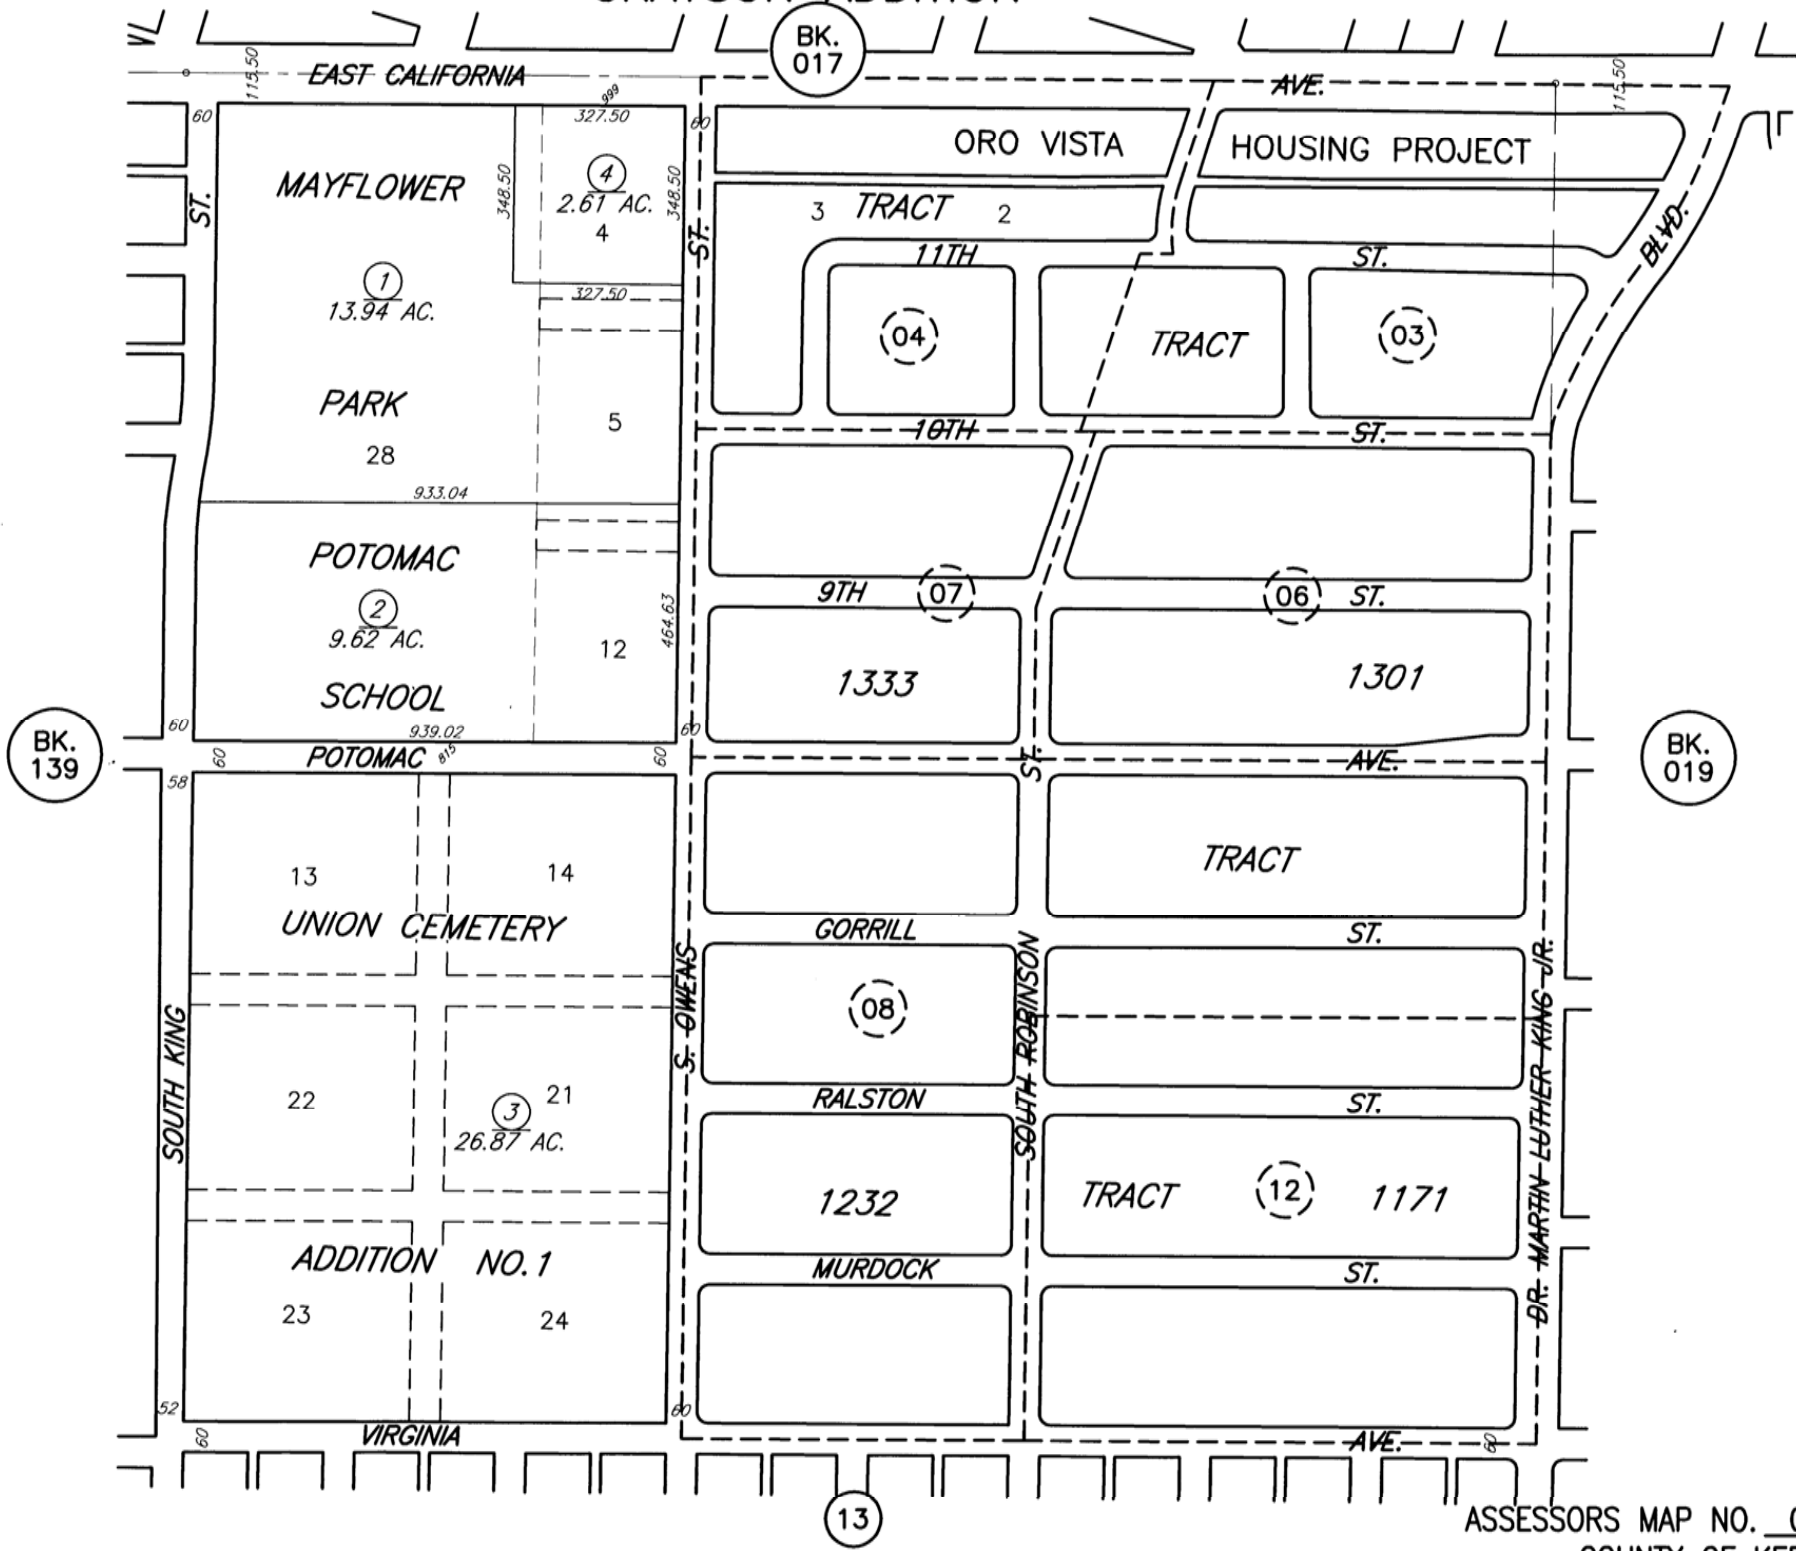 BK.
017
115.50
EAST CALIFORNIA
AVE.
115.50
999
327.50
60
60
ORO VISTA
HOUSING PROJECT
MAYFLOWER
348.50
4
2.61 AC.
4
348.50
ST.
ST.
3
TRACT
2
BLVD.
11TH
ST.
1
13.94 AC.
327.50
04
TRACT
03
PARK
5
10TH
ST.
28
933.04
POTOMAC
2
9.62 AC.
464.63
12
9TH
07
06
ST.
SCHOOL
1333
1301
60
939.02
60
BK.
139
60
POTOMAC
815
60
ST.
AVE.
BK.
019
58
13
14
TRACT
UNION CEMETERY
GORRILL
ST.
S. OWENS
SOUTH ROBINSON
DR. MARTIN LUTHER KING JR.
08
SOUTH KING
22
3
21
26.87 AC.
RALSTON
ST.
1232
TRACT
12
1171
ADDITION NO. 1
MURDOCK
ST.
23
24
52
60
60
VIRGINIA
AVE.
60
13
ASSESSORS MAP NO.